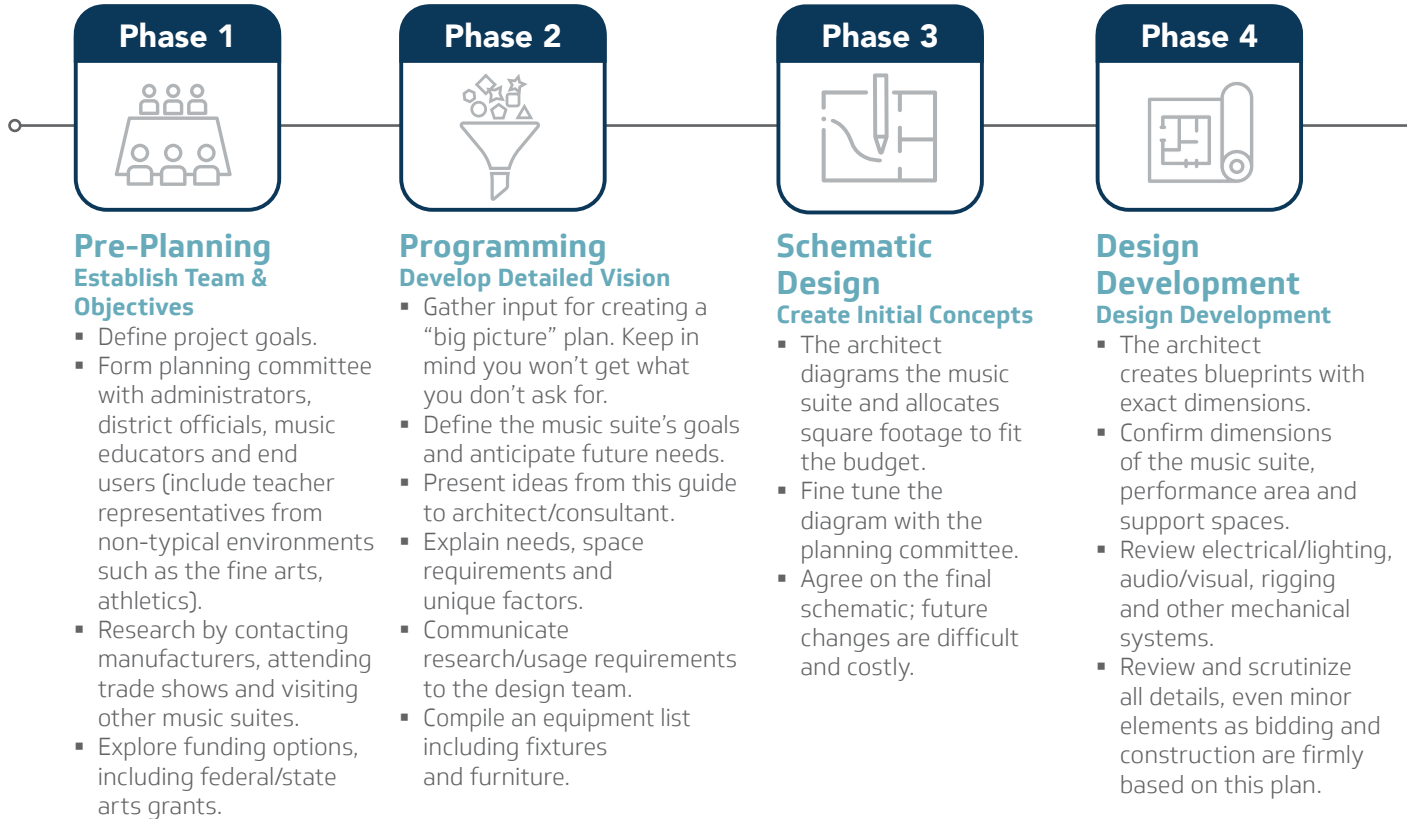 Phase 1
Pre-Planning
Establish Team &
Objectives
▪ Define project goals.
▪ Form planning committee
with administrators,
district officials, music
educators and end
users (include teacher
representatives from
non-typical environments
such as the fine arts,
athletics).
▪ Research by contacting
manufacturers, attending
trade shows and visiting
other music suites.
▪ Explore funding options,
including federal/state
arts grants.
Phase 2
Programming
Develop Detailed Vision
▪ Gather input for creating a
“big picture” plan. Keep in
mind you won’t get what
you don’t ask for.
▪ Define the music suite’s goals
and anticipate future needs.
▪ Present ideas from this guide
to architect/consultant.
▪ Explain needs, space
requirements and
unique factors.
▪ Communicate
research/usage requirements
to the design team.
▪ Compile an equipment list
including fixtures
and furniture.
Phase 3
Schematic
Design
Create Initial Concepts
▪ The architect
diagrams the music
suite and allocates
square footage to fit
the budget.
▪ Fine tune the
diagram with the
planning committee.
▪ Agree on the final
schematic; future
changes are difficult
and costly.
Phase 4
Design
Development
Design Development
▪ The architect
creates blueprints with
exact dimensions.
▪ Confirm dimensions
of the music suite,
performance area and
support spaces.
▪ Review electrical/lighting,
audio/visual, rigging
and other mechanical
systems.
▪ Review and scrutinize
all details, even minor
elements as bidding and
construction are firmly
based on this plan.